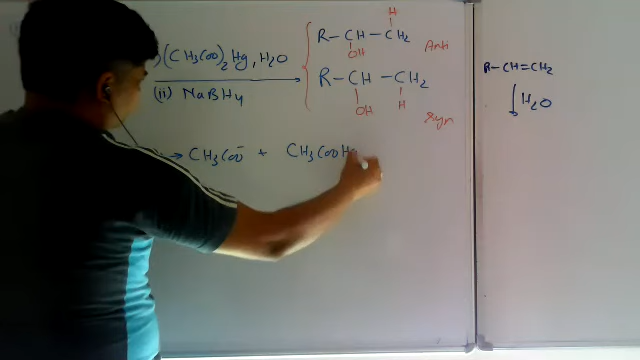 (CH3COO)2Hg, H2O
(ii) NaBH4
H
R-CH-CH2
OH
Anti
R-CH-CH2
OH H
Syn
→ CH3COO⁻ + CH3COOH
R-CH=CH2
↓ H2O